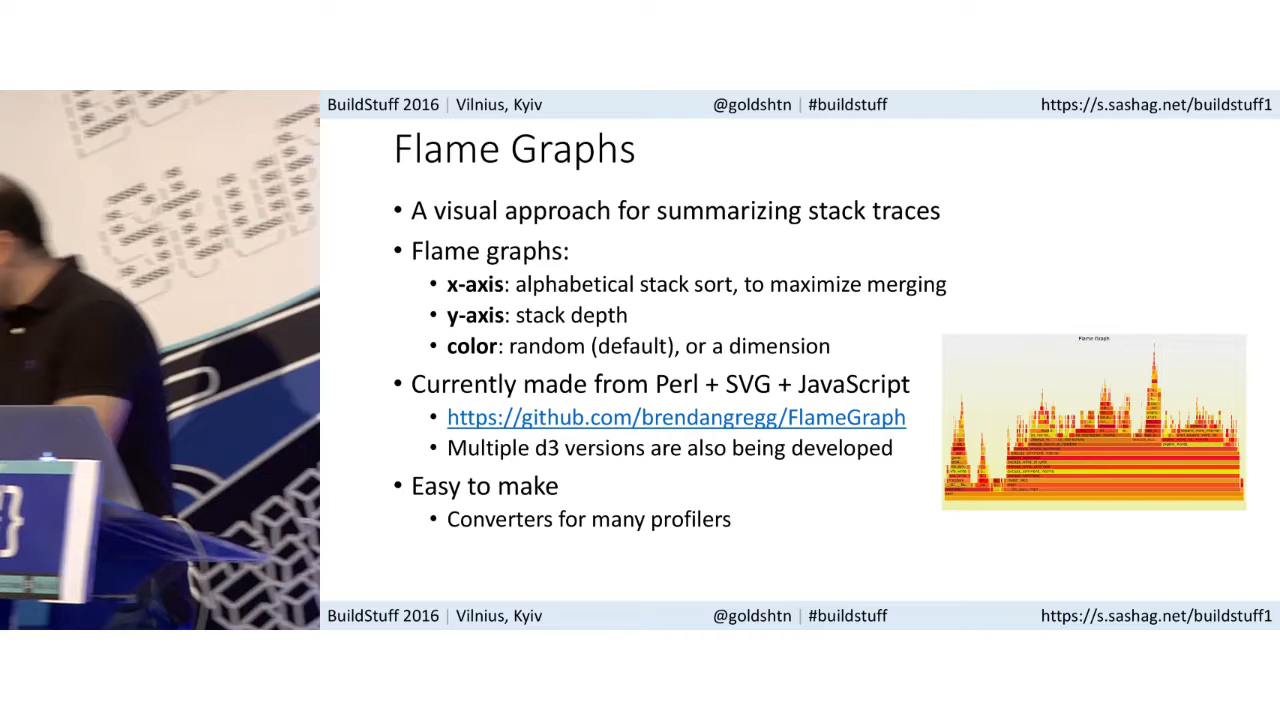 BuildStuff 2016 | Vilnius, Kyiv @goldshtn | #buildstuff https://s.sashag.net/buildstuff1
Stuff
Flame Graphs
• A visual approach for summarizing stack traces
• Flame graphs:
• x-axis: alphabetical stack sort, to maximize merging
• y-axis: stack depth
• color: random (default), or a dimension
Flame Graph
• Currently made from Perl + SVG + JavaScript
• https://github.com/brendangregg/FlameGraph
• Multiple d3 versions are also being developed
• Easy to make
• Converters for many profilers
BuildStuff 2016 | Vilnius, Kyiv @goldshtn | #buildstuff https://s.sashag.net/buildstuff1